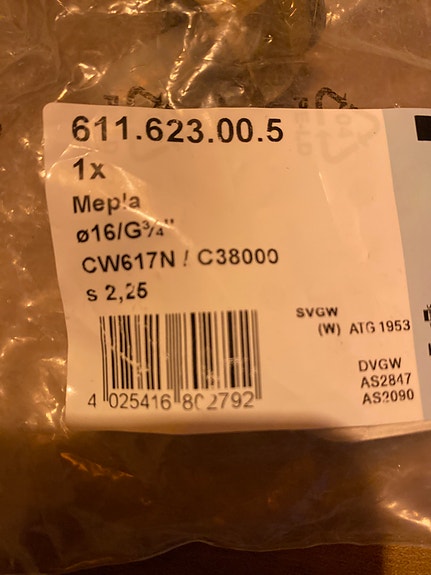 611.623.00.5
1x
Mepla
ø16/G¾"
CW617N / C38000
s 2,25
SVGW
(W) ATG 1953
DVGW
AS2847
AS2090
4 025416 802792